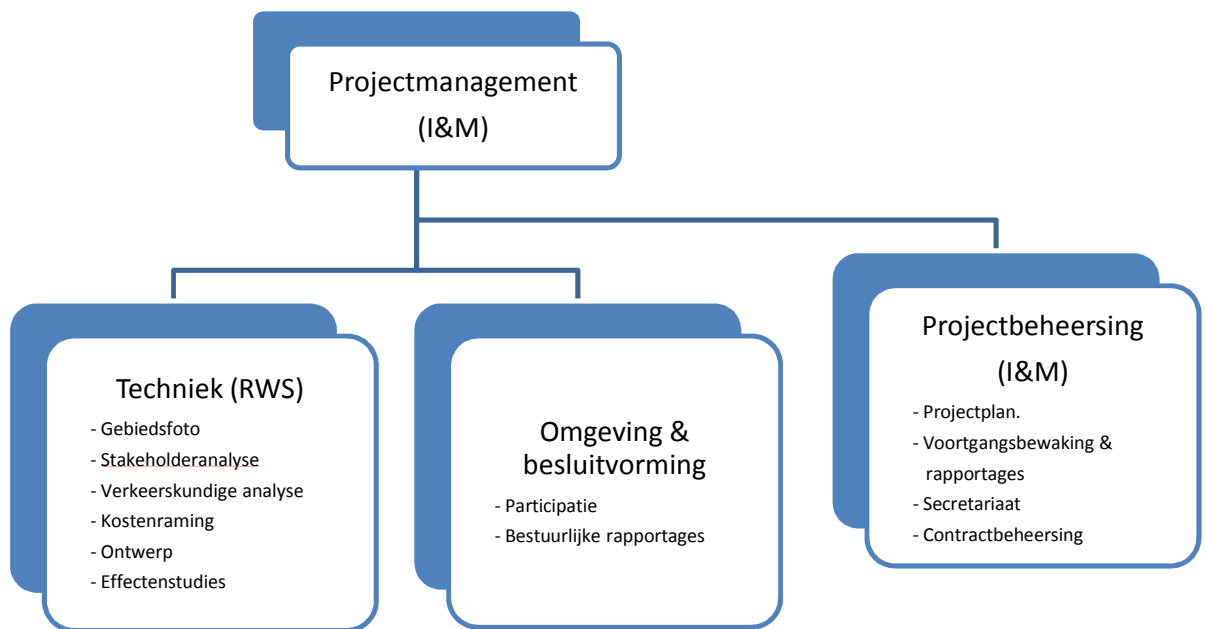 Projectmanagement
(I&M)
Techniek (RWS)
- Gebiedsfoto
- Stakeholderanalyse
- Verkeerskundige analyse
- Kostenraming
- Ontwerp
- Effectenstudies
Omgeving &
besluitvorming
- Participatie
- Bestuurlijke rapportages
Projectbeheersing
(I&M)
- Projectplan.
- Voortgangsbewaking &
rapportages
- Secretariaat
- Contractbeheersing